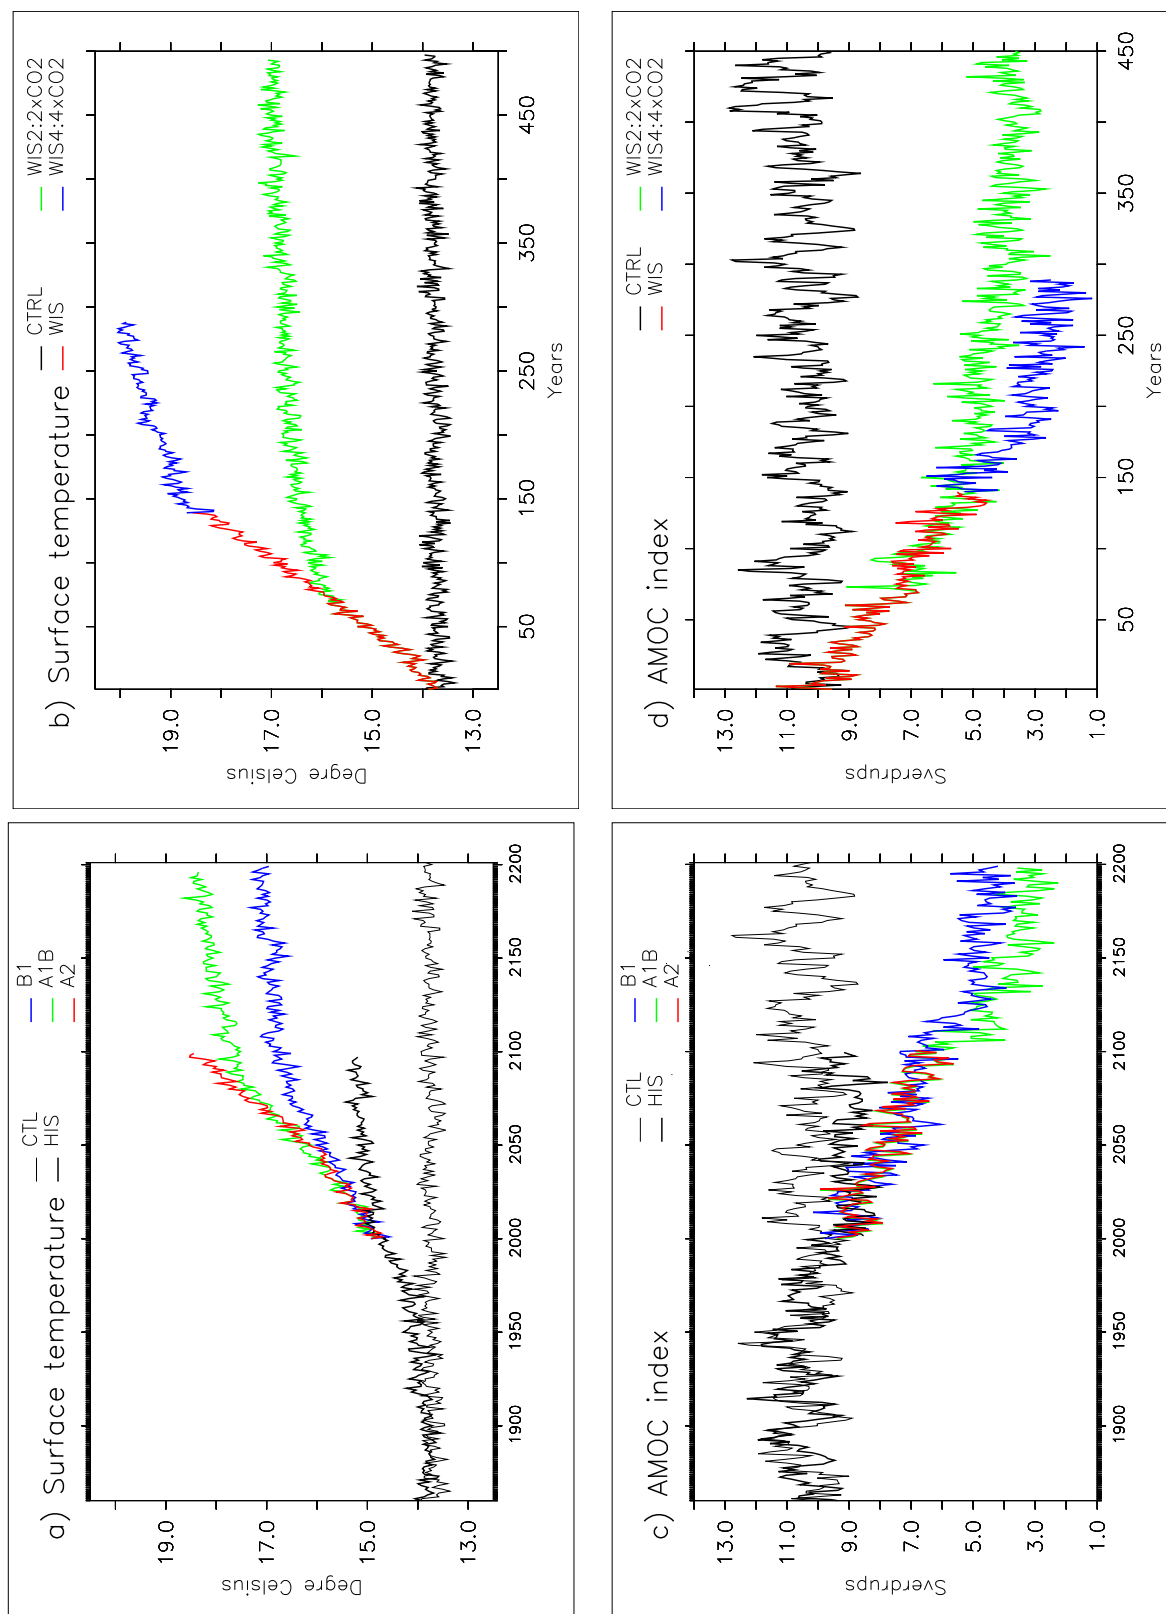 a) Surface temperature
CTL
HIS
B1
A1B
A2
Degre Celsius
19.0
17.0
15.0
13.0
1900
1950
2000
2050
2100
2150
2200
b) Surface temperature
CTRL
WIS
WIS2:2xCO2
WIS4:4xCO2
Degre Celsius
19.0
17.0
15.0
13.0
50
150
250
350
450
Years
c) AMOC index
CTL
HIS
B1
A1B
A2
Sverdrups
13.0
9.0
7.0
5.0
3.0
1.0
1900
1950
2000
2050
2100
2150
2200
d) AMOC index
CTRL
WIS
WIS2:2xCO2
WIS4:4xCO2
Sverdrups
13.0
11.0
9.0
7.0
5.0
3.0
1.0
50
150
250
350
450
Years